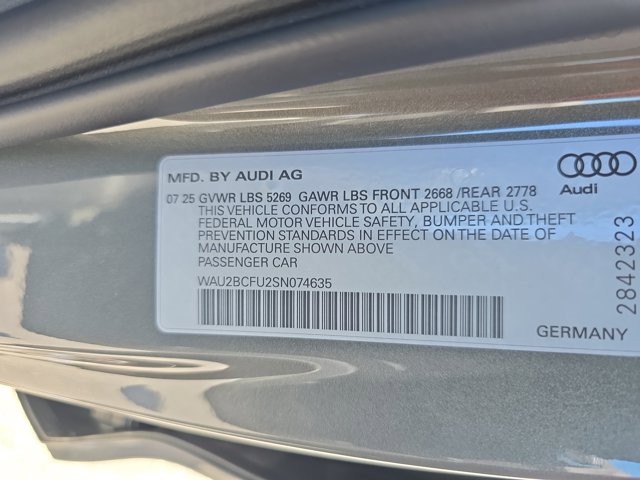 MFD. BY AUDI AG
07 25 GVWR LBS 5269 GAWR LBS FRONT 2668 /REAR 2778
THIS VEHICLE CONFORMS TO ALL APPLICABLE U.S.
FEDERAL MOTOR VEHICLE SAFETY, BUMPER AND THEFT
PREVENTION STANDARDS IN EFFECT ON THE DATE OF
MANUFACTURE SHOWN ABOVE
PASSENGER CAR
WAU2BCFU2SN074635
Audi
2842323
GERMANY